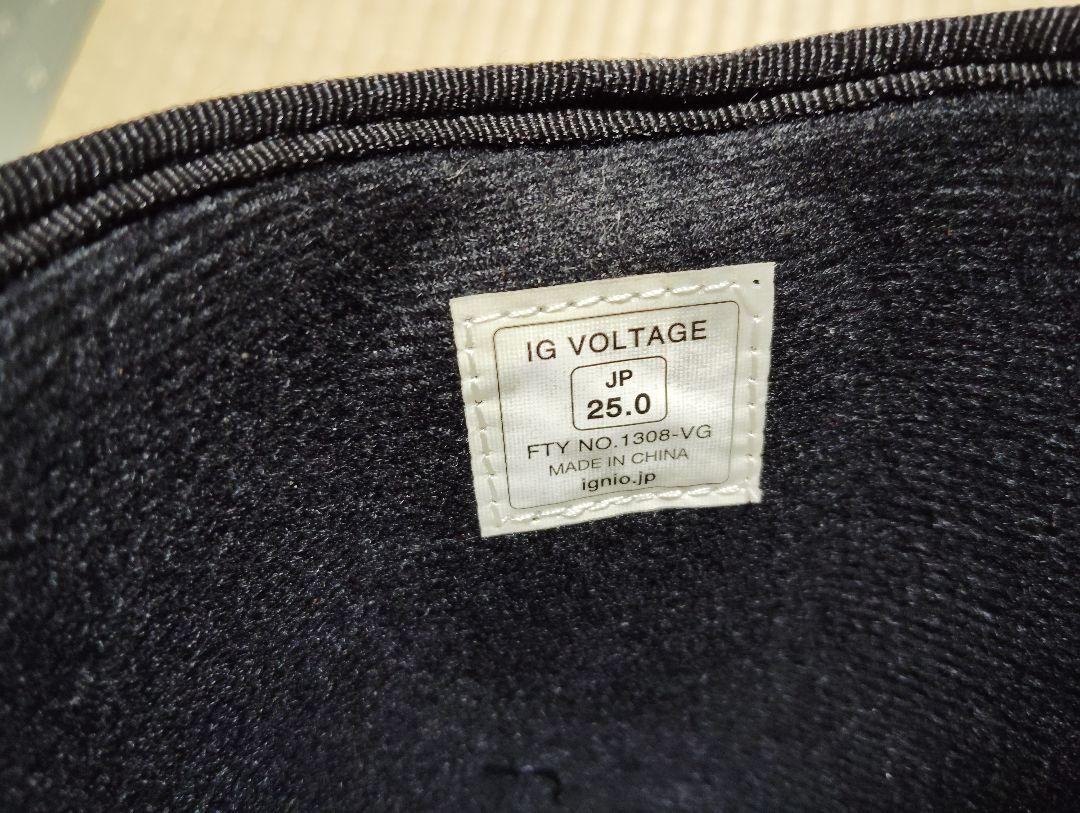 IG VOLTAGE
JP
25.0
FTY NO.1308-VG
MADE IN CHINA
ignio.jp